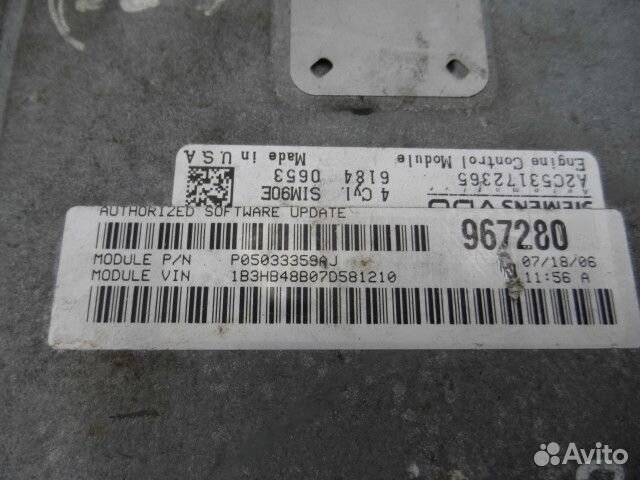 Made in U.S.A
0653
6184
4 Cyl. SIM90E
Engine Control Module
A2C53172365
SIEMENS VDO
AUTHORIZED SOFTWARE UPDATE
967280
MODULE P/N P05033359AJ 07/18/06
MODULE VIN 1B3HB48B07D581210 11:56 A
Avito